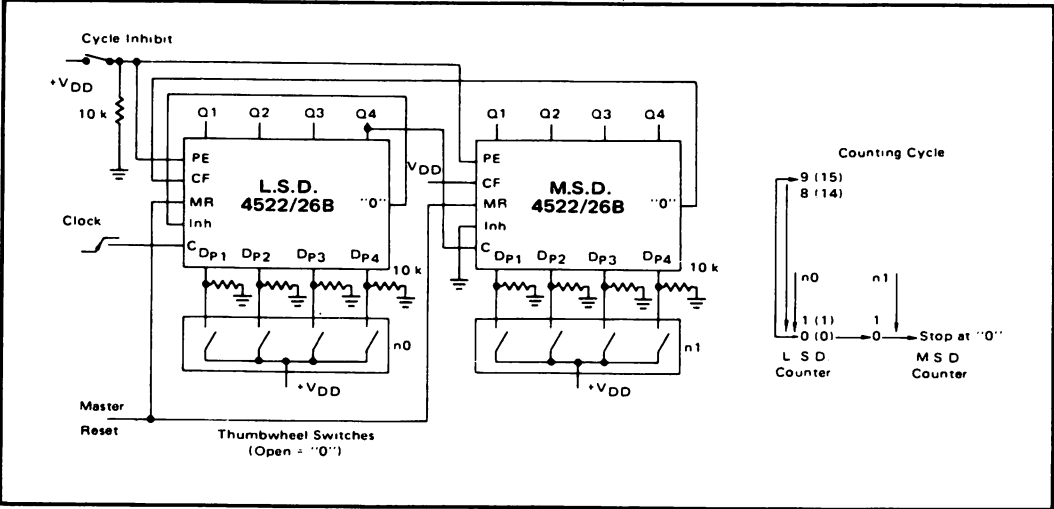 Cycle Inhibit
+VDD
10 k
Q1 Q2 Q3 Q4
PE
CF
MR
Inh
C
L.S.D.
4522/26B
"0"
DP1 DP2 DP3 DP4
10 k
Clock
VDD
Q1 Q2 Q3 Q4
PE
CF
MR
Inh
C
M.S.D.
4522/26B
"0"
DP1 DP2 DP3 DP4
10 k
n0
+VDD
n1
+VDD
Master
Reset
Thumbwheel Switches
(Open = "0")
Counting Cycle
9 (15)
8 (14)
n0
n1
1 (1)
1
0 (0)
0
Stop at "0"
L S D
Counter
M S D
Counter